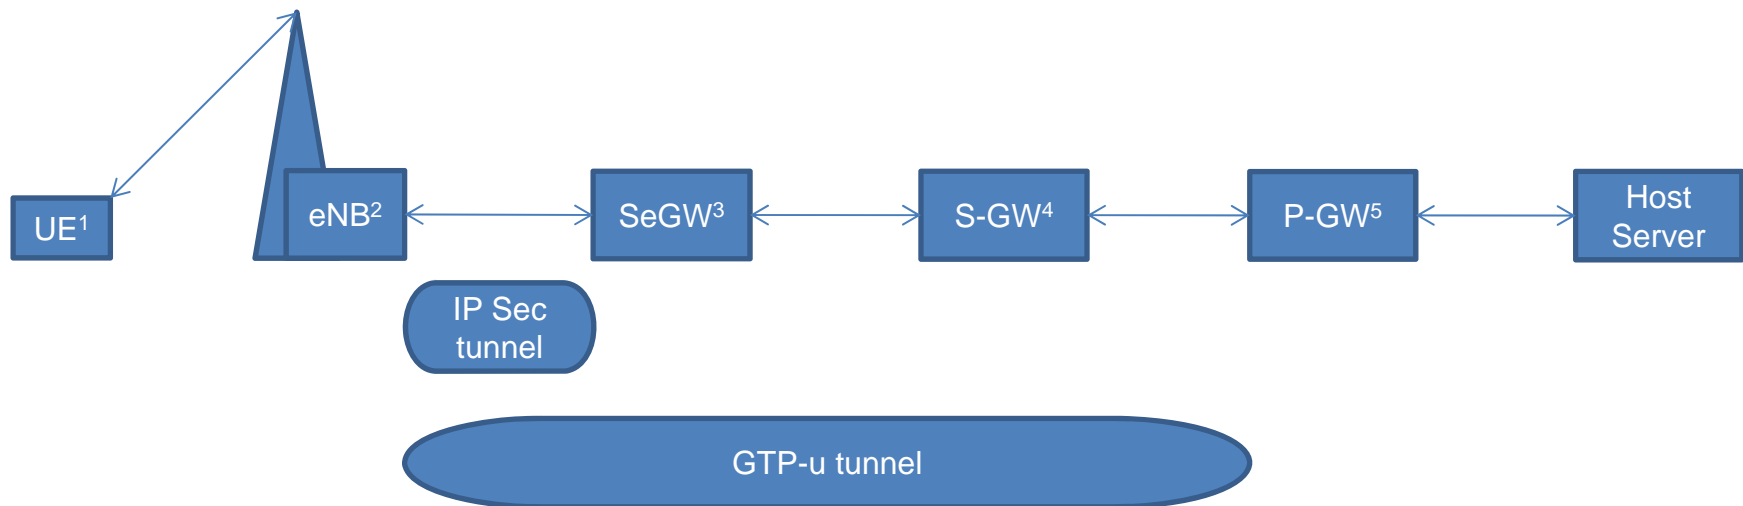 UE¹
eNB²
SeGW³
S-GW⁴
P-GW⁵
Host
Server
IP Sec
tunnel
GTP-u tunnel